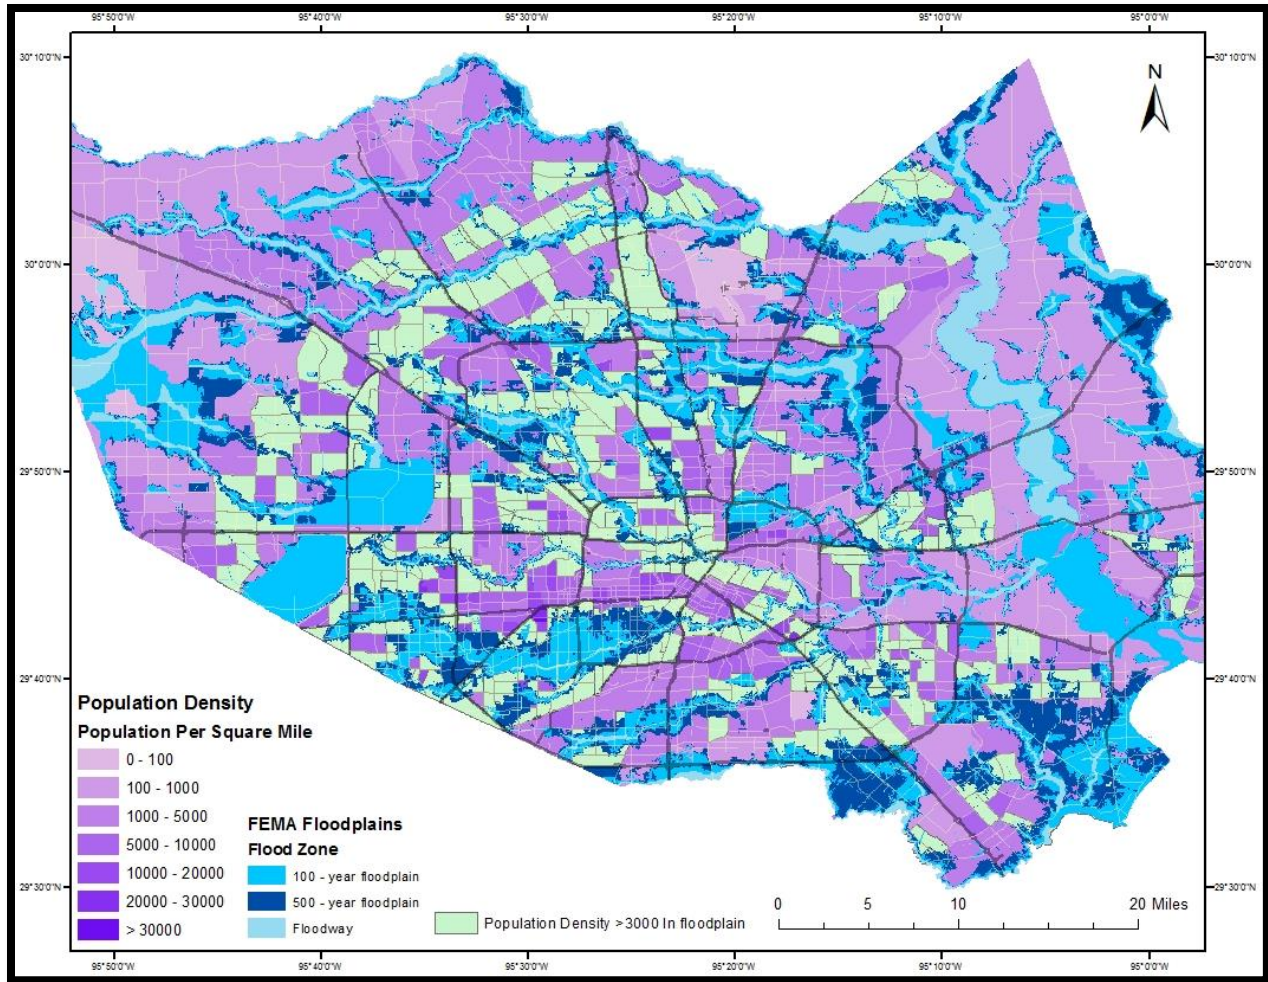 95°50'0"W 95°40'0"W 95°30'0"W 95°20'0"W 95°10'0"W 95°0'0"W
30°10'0"N 30°10'0"N
N
30°0'0"N 30°0'0"N
29°50'0"N 29°50'0"N
29°40'0"N 29°40'0"N
Population Density
Population Per Square Mile
0 - 100
100 - 1000
1000 - 5000
5000 - 10000
10000 - 20000
20000 - 30000
> 30000
FEMA Floodplains
Flood Zone
100 - year floodplain
500 - year floodplain
Floodway
Population Density >3000 In floodplain
0 5 10 20 Miles
29°30'0"N 29°30'0"N
95°50'0"W 95°40'0"W 95°30'0"W 95°20'0"W 95°10'0"W 95°0'0"W